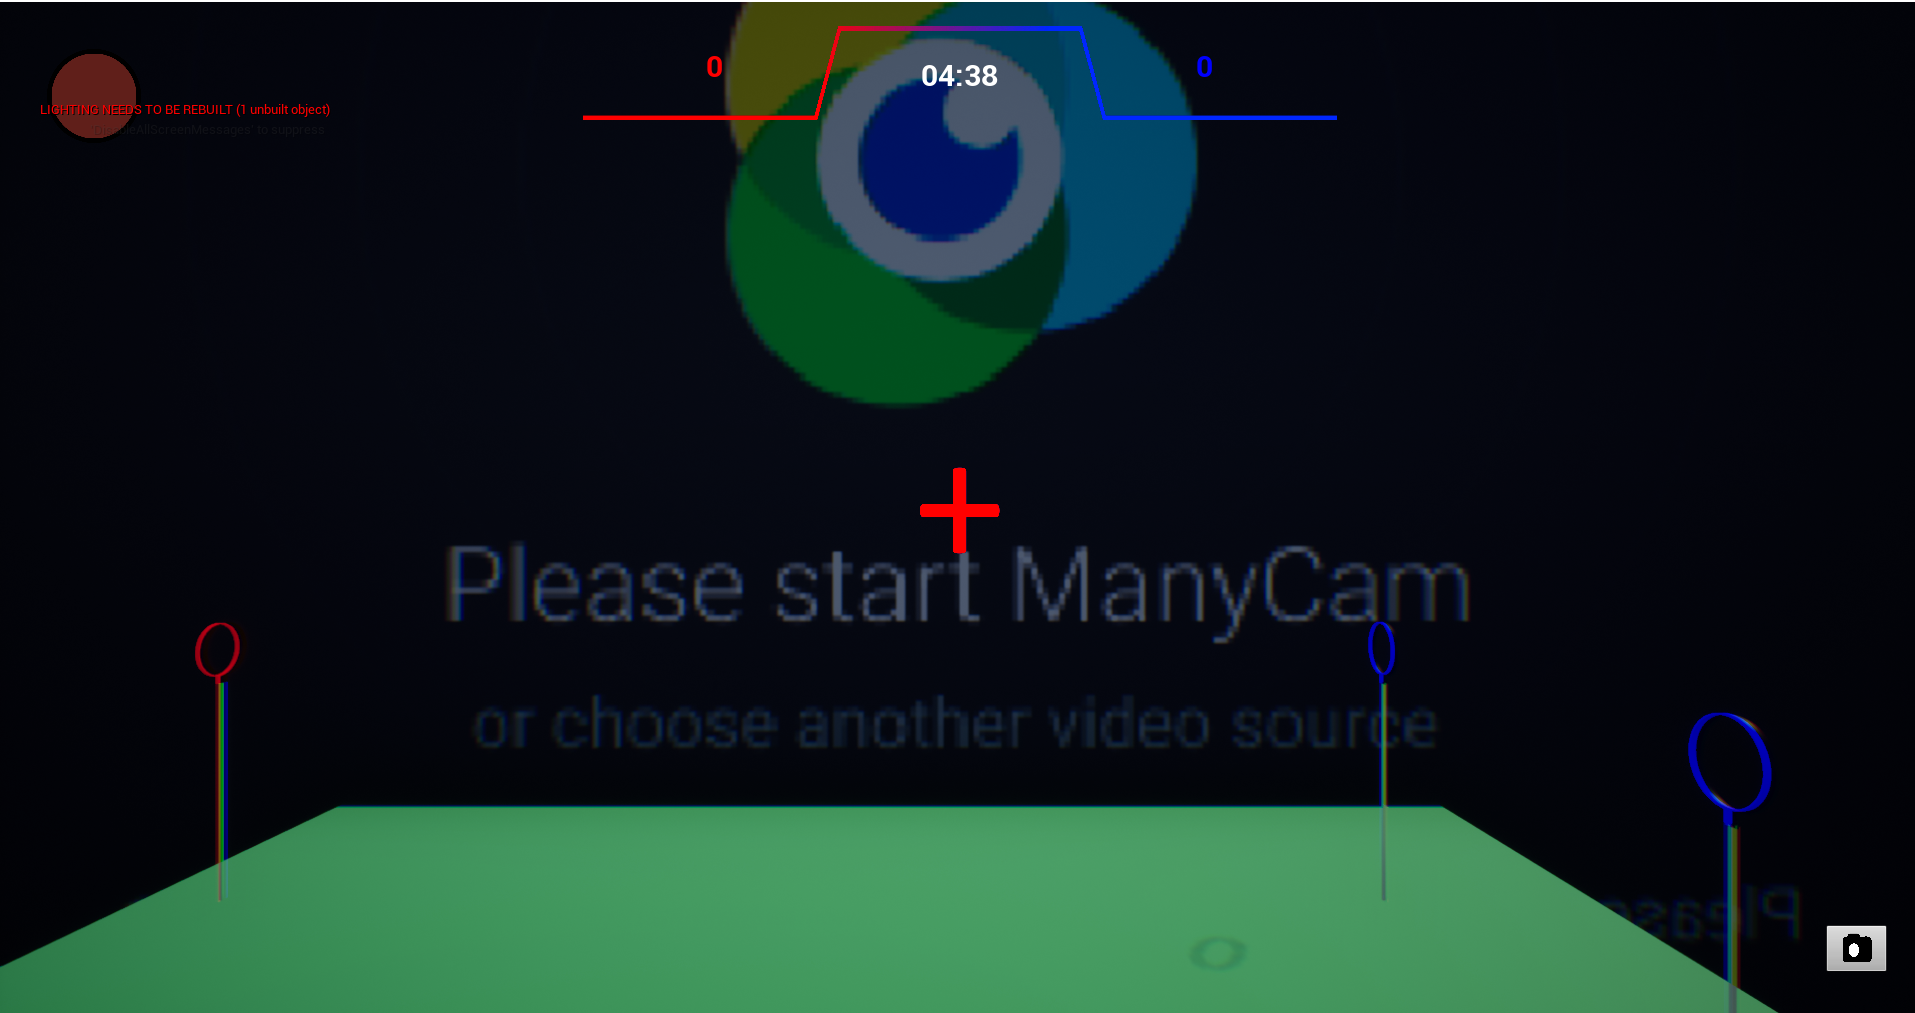 0
04:38
0
LIGHTING NEEDS TO BE REBUILT (1 unbuilt object)
to suppress
Please start ManyCam
or choose another video source
Please